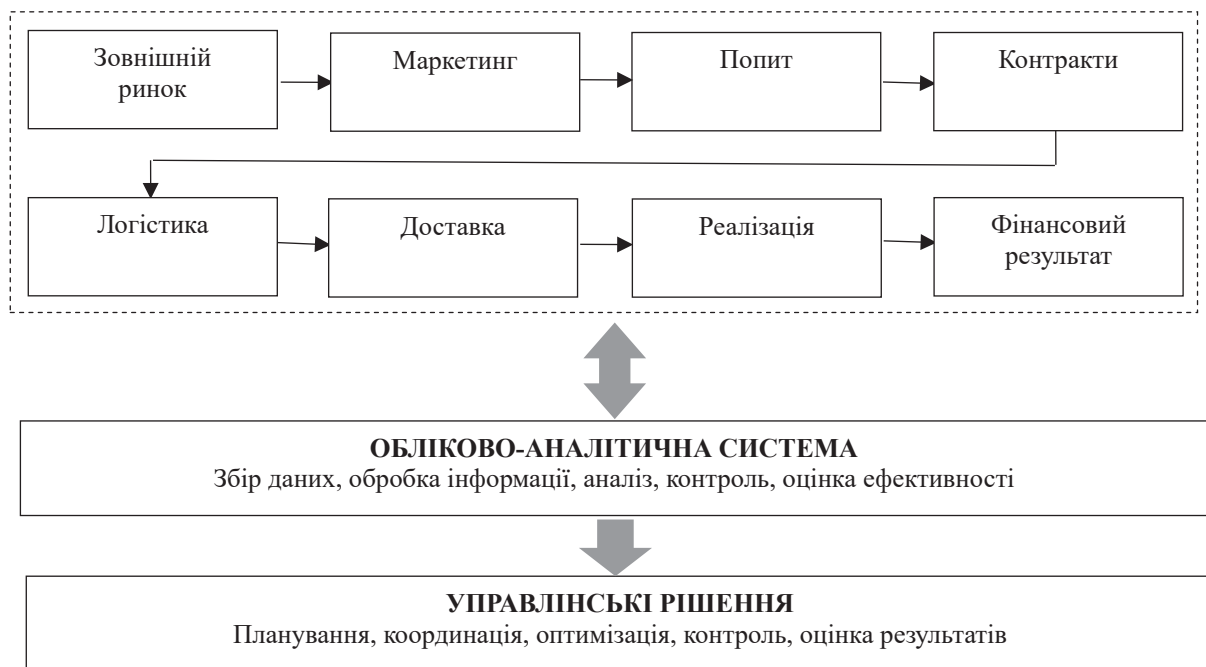 Зовнішній
ринок
Маркетинг
Попит
Контракти
Логістика
Доставка
Реалізація
Фінансовий
результат
ОБЛІКОВО-АНАЛІТИЧНА СИСТЕМА
Збір даних, обробка інформації, аналіз, контроль, оцінка ефективності
УПРАВЛІНСЬКІ РІШЕННЯ
Планування, координація, оптимізація, контроль, оцінка результатів